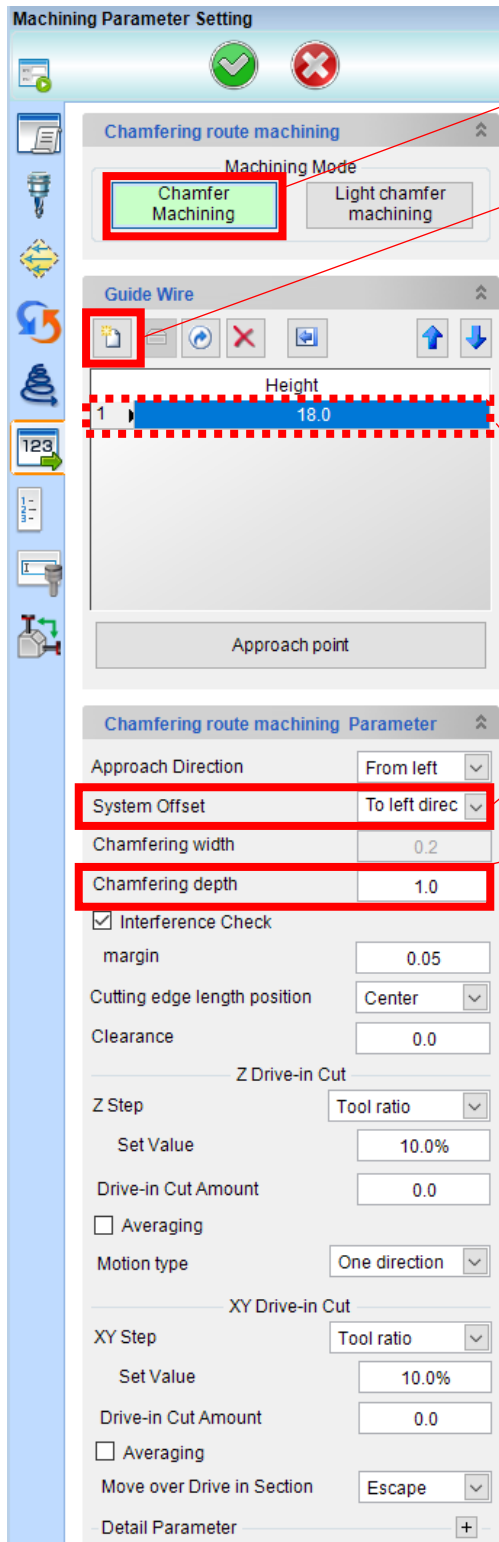 Machining Parameter Setting
Chamfering route machining
Machining Mode
Chamfer
Machining
Light chamfer
machining
Guide Wire
Height
1 18.0
123
Approach point
Chamfering route machining Parameter
Approach Direction From left
System Offset To left direc
Chamfering width 0.2
Chamfering depth 1.0
Interference Check
margin 0.05
Cutting edge length position Center
Clearance 0.0
Z Drive-in Cut
Z Step Tool ratio
Set Value 10.0%
Drive-in Cut Amount 0.0
Averaging
Motion type One direction
XY Drive-in Cut
XY Step Tool ratio
Set Value 10.0%
Drive-in Cut Amount 0.0
Averaging
Move over Drive in Section Escape
Detail Parameter +